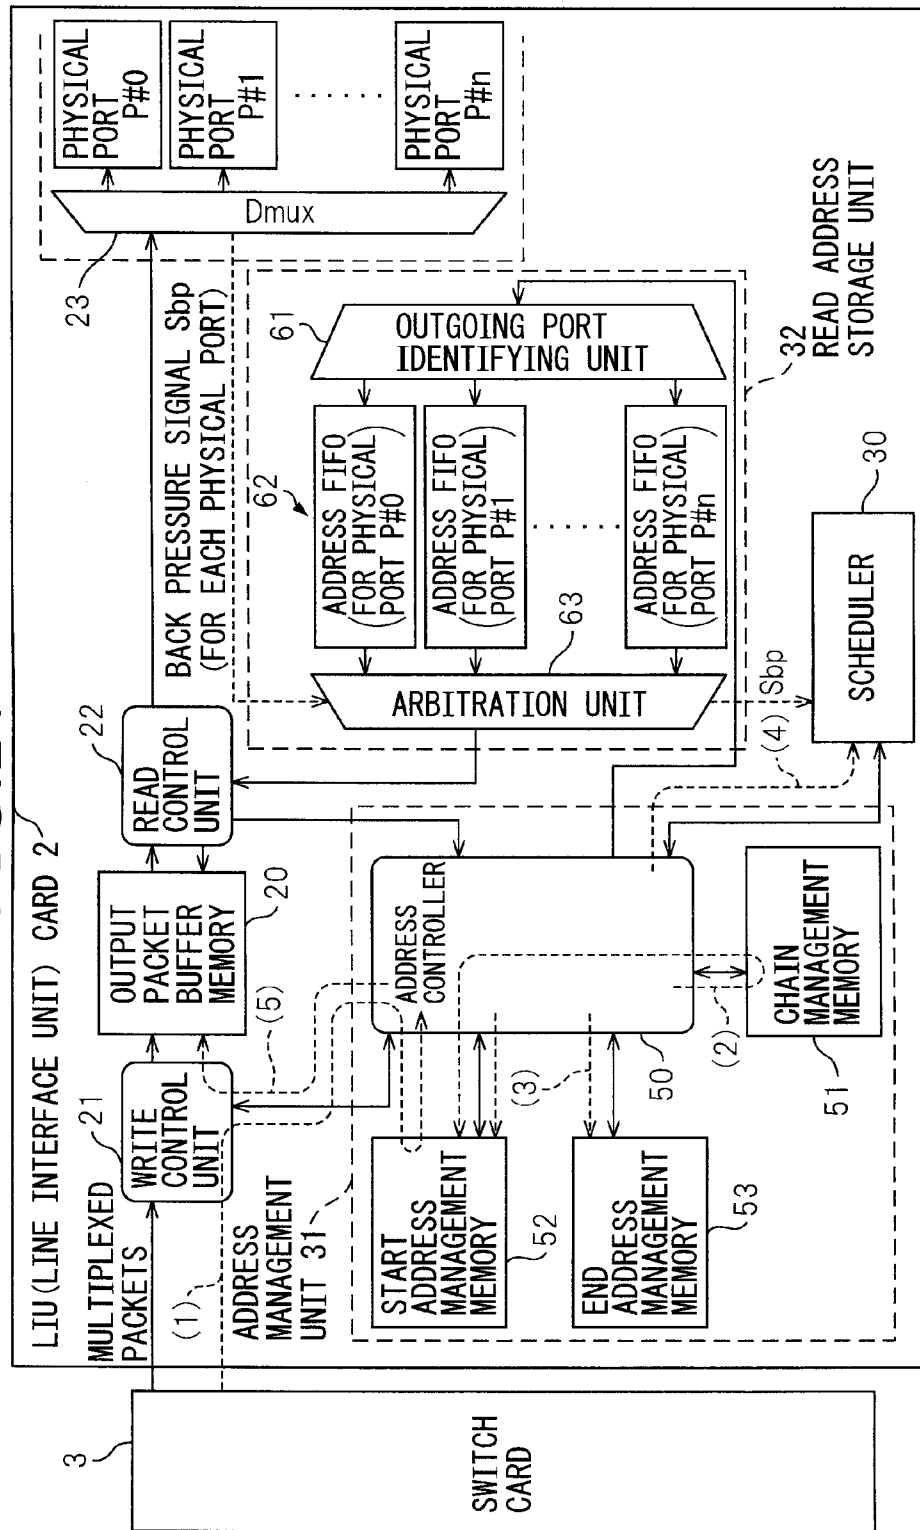 LIU(LINE INTERFACE UNIT) CARD 2
3
SWITCH
CARD
MULTIPLEXED
PACKETS
(1)
21
WRITE
CONTROL
UNIT
OUTPUT
PACKET
BUFFER
MEMORY
20
(5)
22
READ
CONTROL
UNIT
BACK PRESSURE SIGNAL Sbp
(FOR EACH PHYSICAL PORT)
23
Dmux
PHYSICAL
PORT
P#0
PHYSICAL
PORT
P#1
PHYSICAL
PORT
P#n
ADDRESS
MANAGEMENT
UNIT 31
START
ADDRESS
MANAGEMENT
MEMORY
52
END
ADDRESS
MANAGEMENT
MEMORY
53
ADDRESS
CONTROLLER
(3)
50
(2)
CHAIN
MANAGEMENT
MEMORY
51
62
ADDRESS FIFO
(FOR PHYSICAL
PORT P#0)
ADDRESS FIFO
(FOR PHYSICAL
PORT P#1)
ADDRESS FIFO
(FOR PHYSICAL
PORT P#n)
61
OUTGOING PORT
IDENTIFYING UNIT
63
ARBITRATION UNIT
Sbp
(4)
SCHEDULER
30
32
READ ADDRESS
STORAGE UNIT